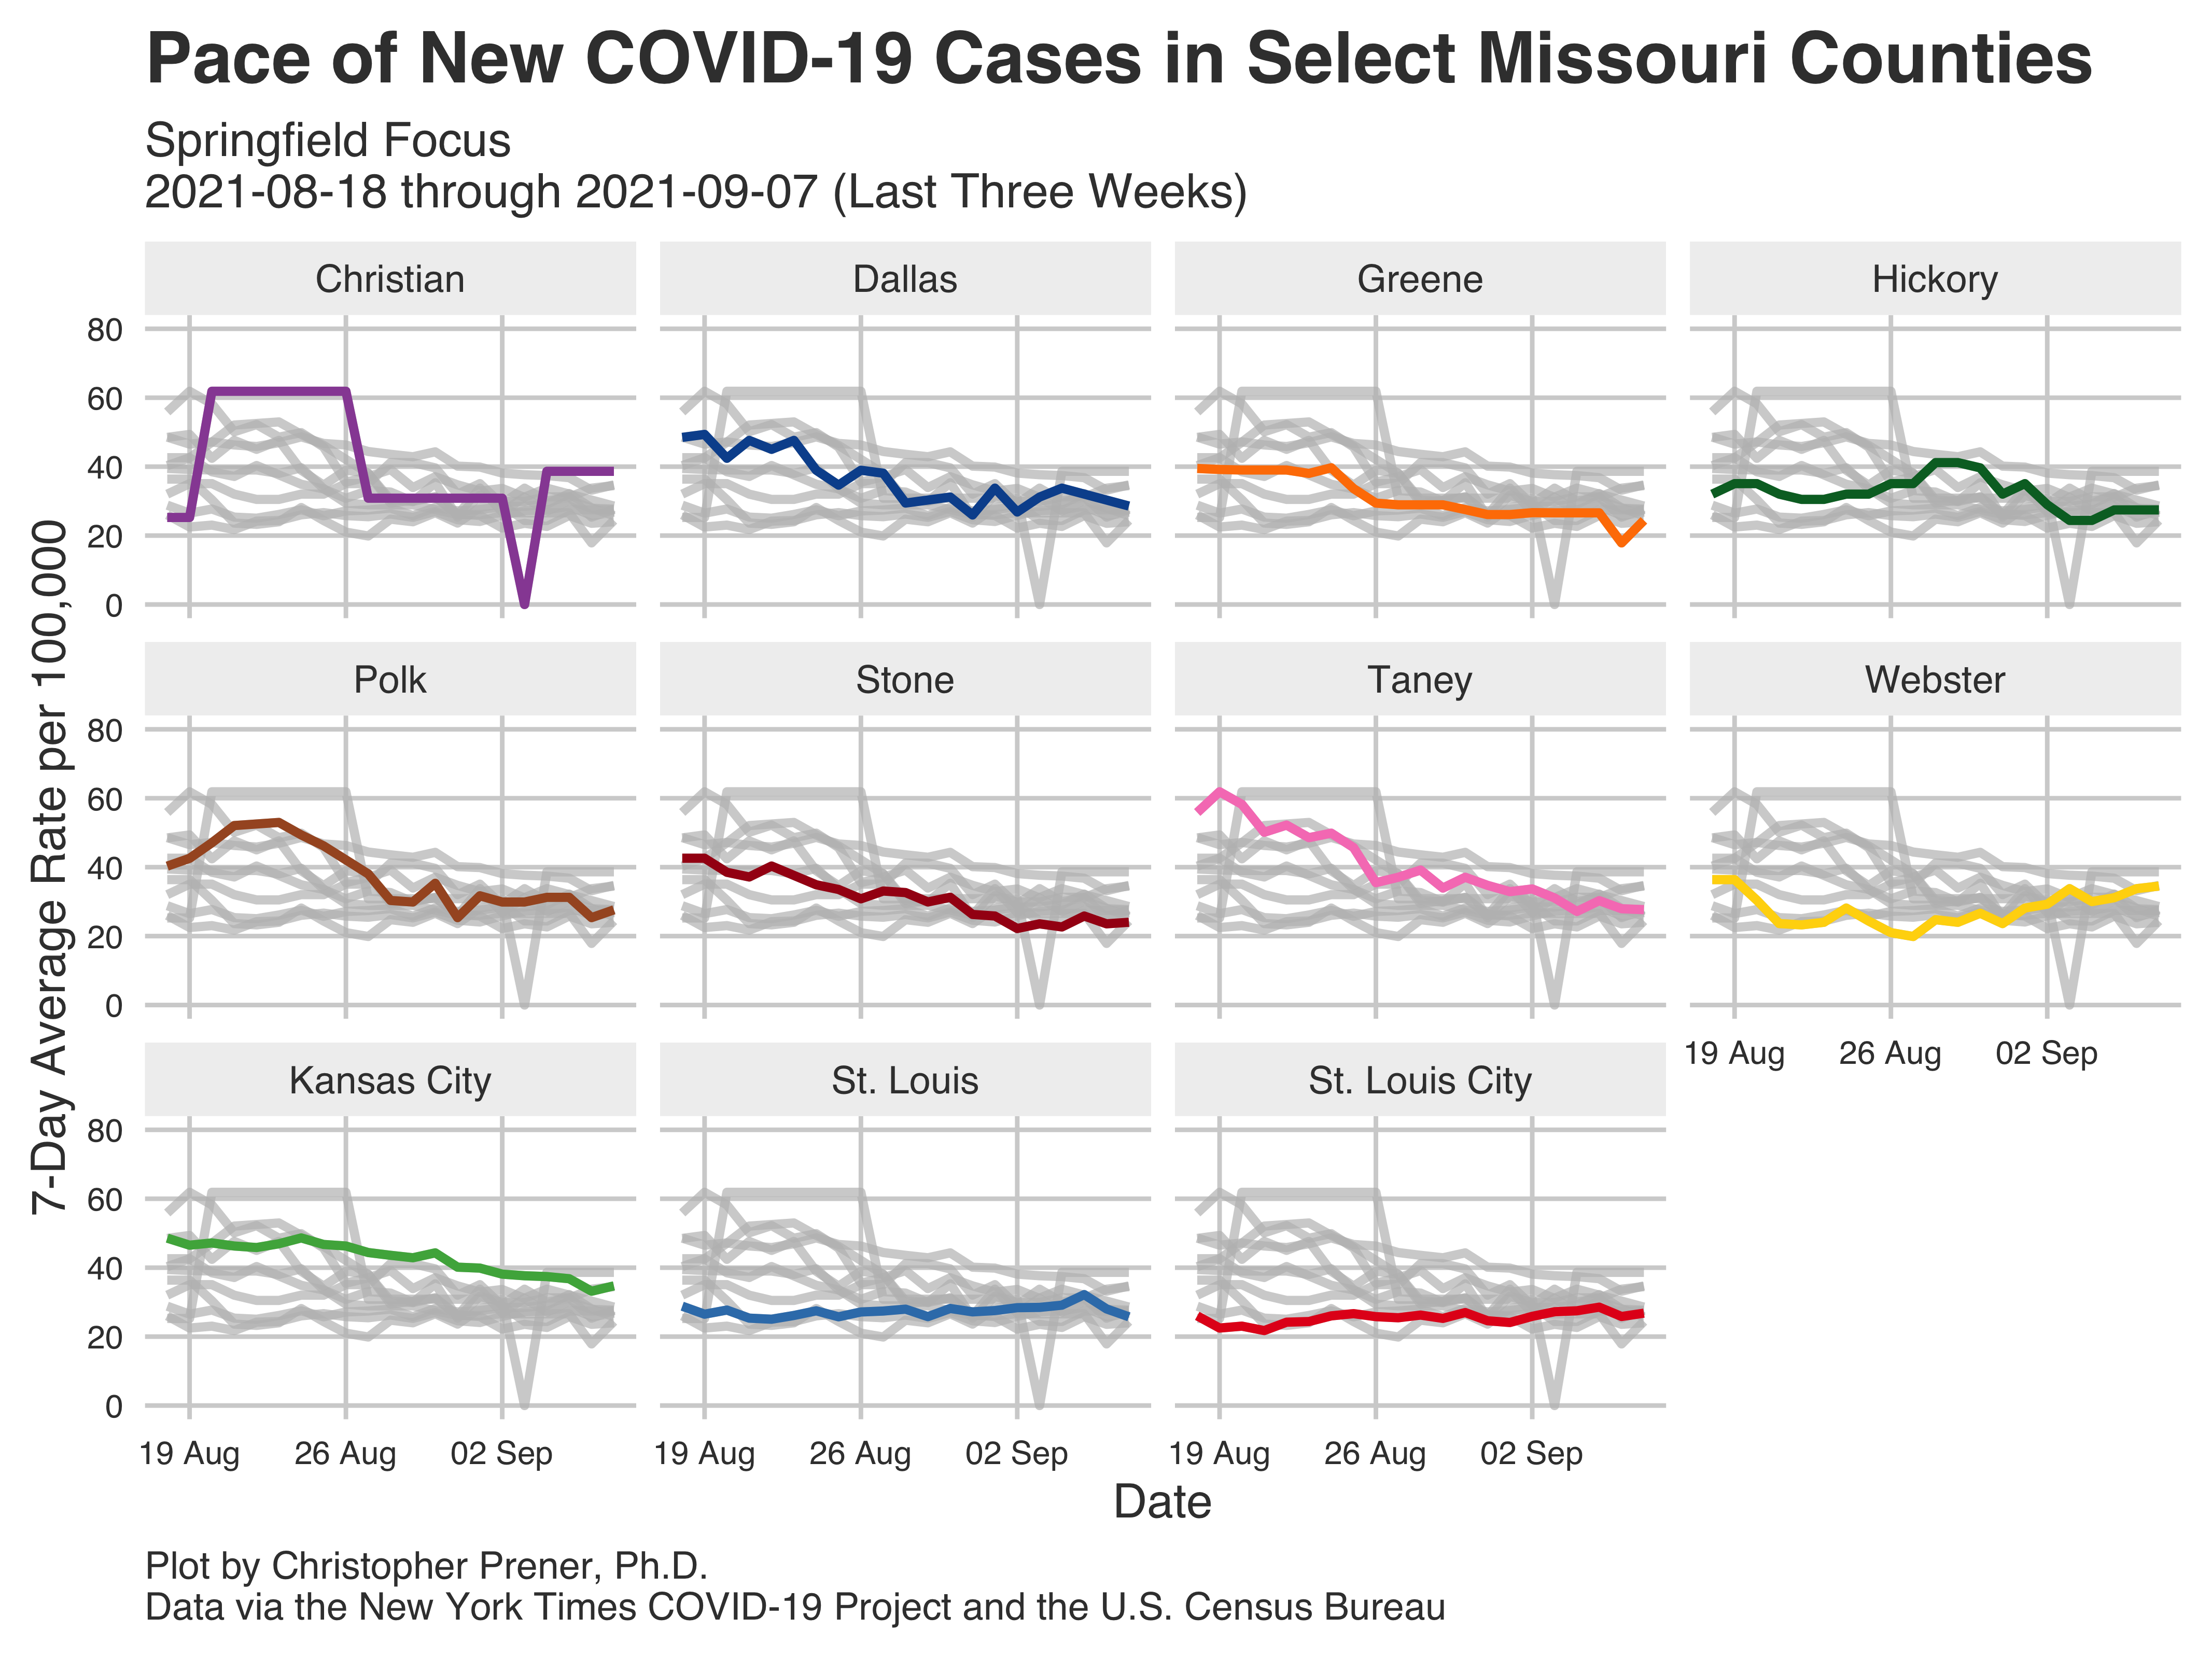 Pace of New COVID-19 Cases in Select Missouri Counties
Springfield Focus
2021-08-18 through 2021-09-07 (Last Three Weeks)
7-Day Average Rate per 100,000
Christian
Dallas
Greene
Hickory
80
60
40
20
0
Polk
Stone
Taney
Webster
80
60
40
20
0
19 Aug 26 Aug 02 Sep
Kansas City
St. Louis
St. Louis City
80
60
40
20
0
19 Aug 26 Aug 02 Sep
19 Aug 26 Aug 02 Sep
19 Aug 26 Aug 02 Sep
Date
Plot by Christopher Prener, Ph.D.
Data via the New York Times COVID-19 Project and the U.S. Census Bureau